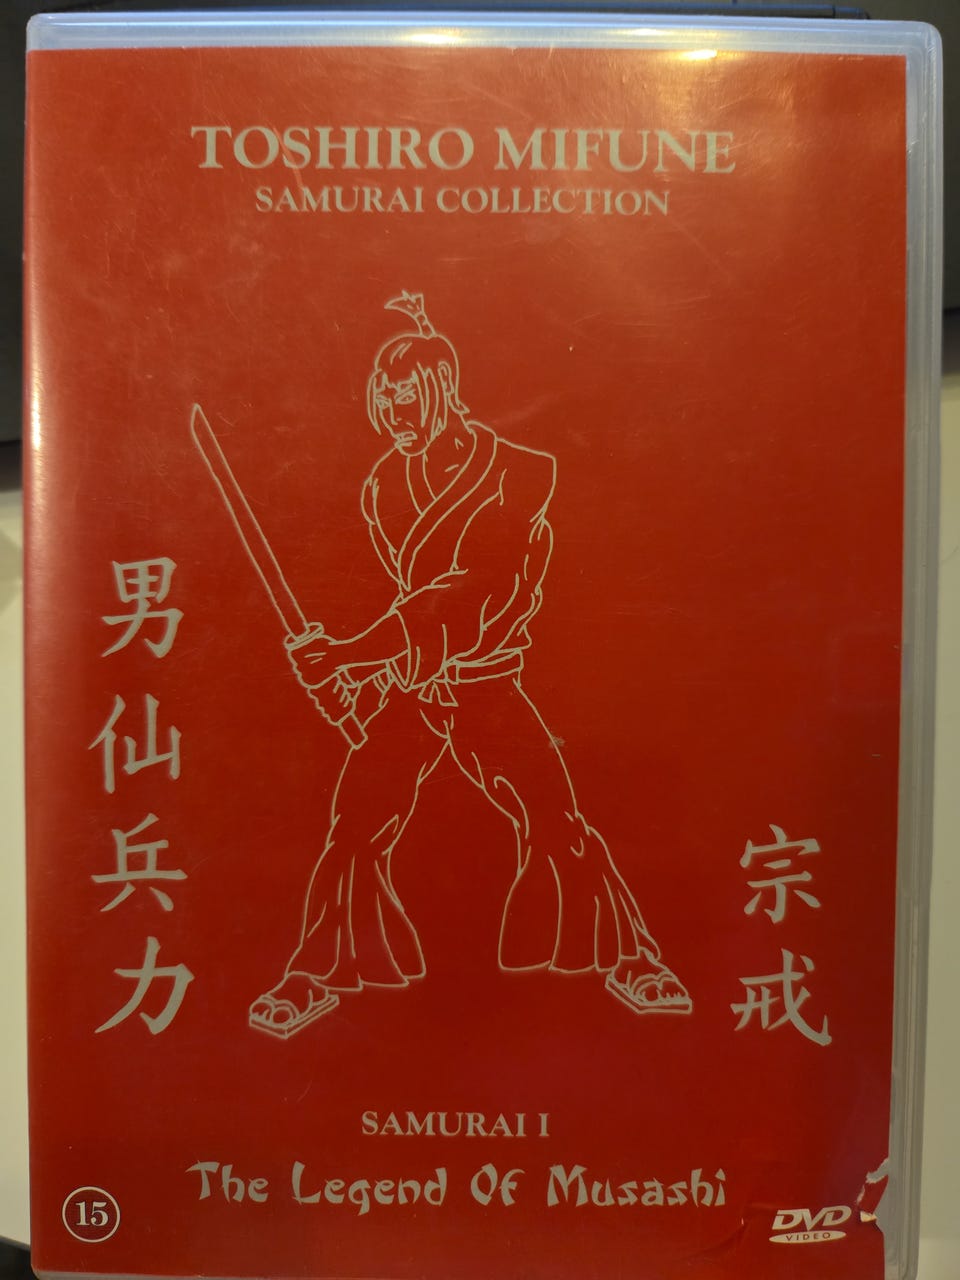 TOSHIRO MIFUNE
SAMURAI COLLECTION
男仙兵力
宗戒
SAMURAI I
The Legend Of Musashi
15
DVD
VIDEO